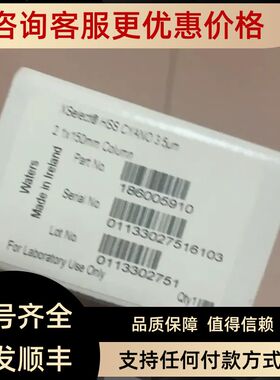 咨询客服更优惠价格
XSelect® HSS CYANO 3.5µm
2.1x150mm Column
Part No.
186005910
Waters
Made in Ireland
Serial No.
01133027516103
Lot No
0113302751
For Laboratory Use Only
Qty1
号齐全
发顺丰
品质保障 值得信赖
支持任何付款方式